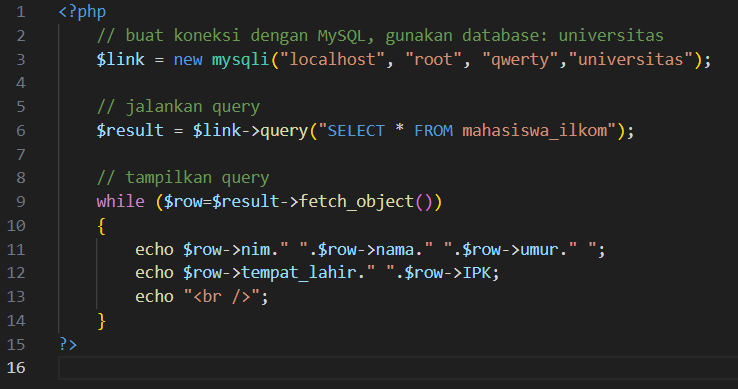 1 <?php
2 // buat koneksi dengan MySQL, gunakan database: universitas
3 $link = new mysqli("localhost", "root", "qwerty","universitas");
4
5 // jalankan query
6 $result = $link->query("SELECT * FROM mahasiswa_ilkom");
7
8 // tampilkan query
9 while ($row=$result->fetch_object())
10 {
11 echo $row->nim." ".$row->nama." ".$row->umur." ";
12 echo $row->tempat_lahir." ".$row->IPK;
13 echo "<br />";
14 }
15 ?>
16